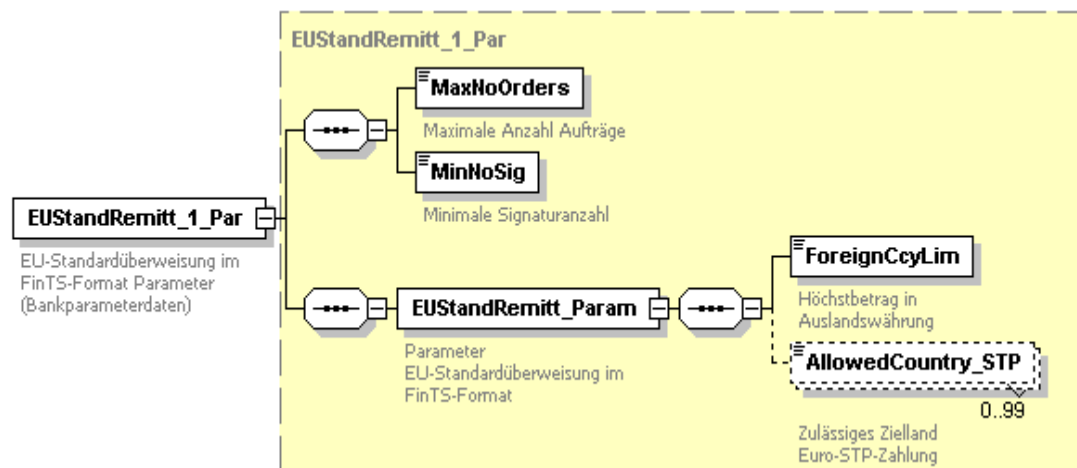 EUStandRemitt_1_Par
MaxNoOrders
Maximale Anzahl Aufträge
MinNoSig
Minimale Signaturanzahl
EUStandRemitt_1_Par
EU-Standardüberweisung im
FinTS-Format Parameter
(Bankparameterdaten)
EUStandRemitt_Param
Parameter
EU-Standardüberweisung im
FinTS-Format
ForeignCcyLim
Höchstbetrag in
Auslandswährung
AllowedCountry_STP
0..99
Zulässiges Zielland
Euro-STP-Zahlung